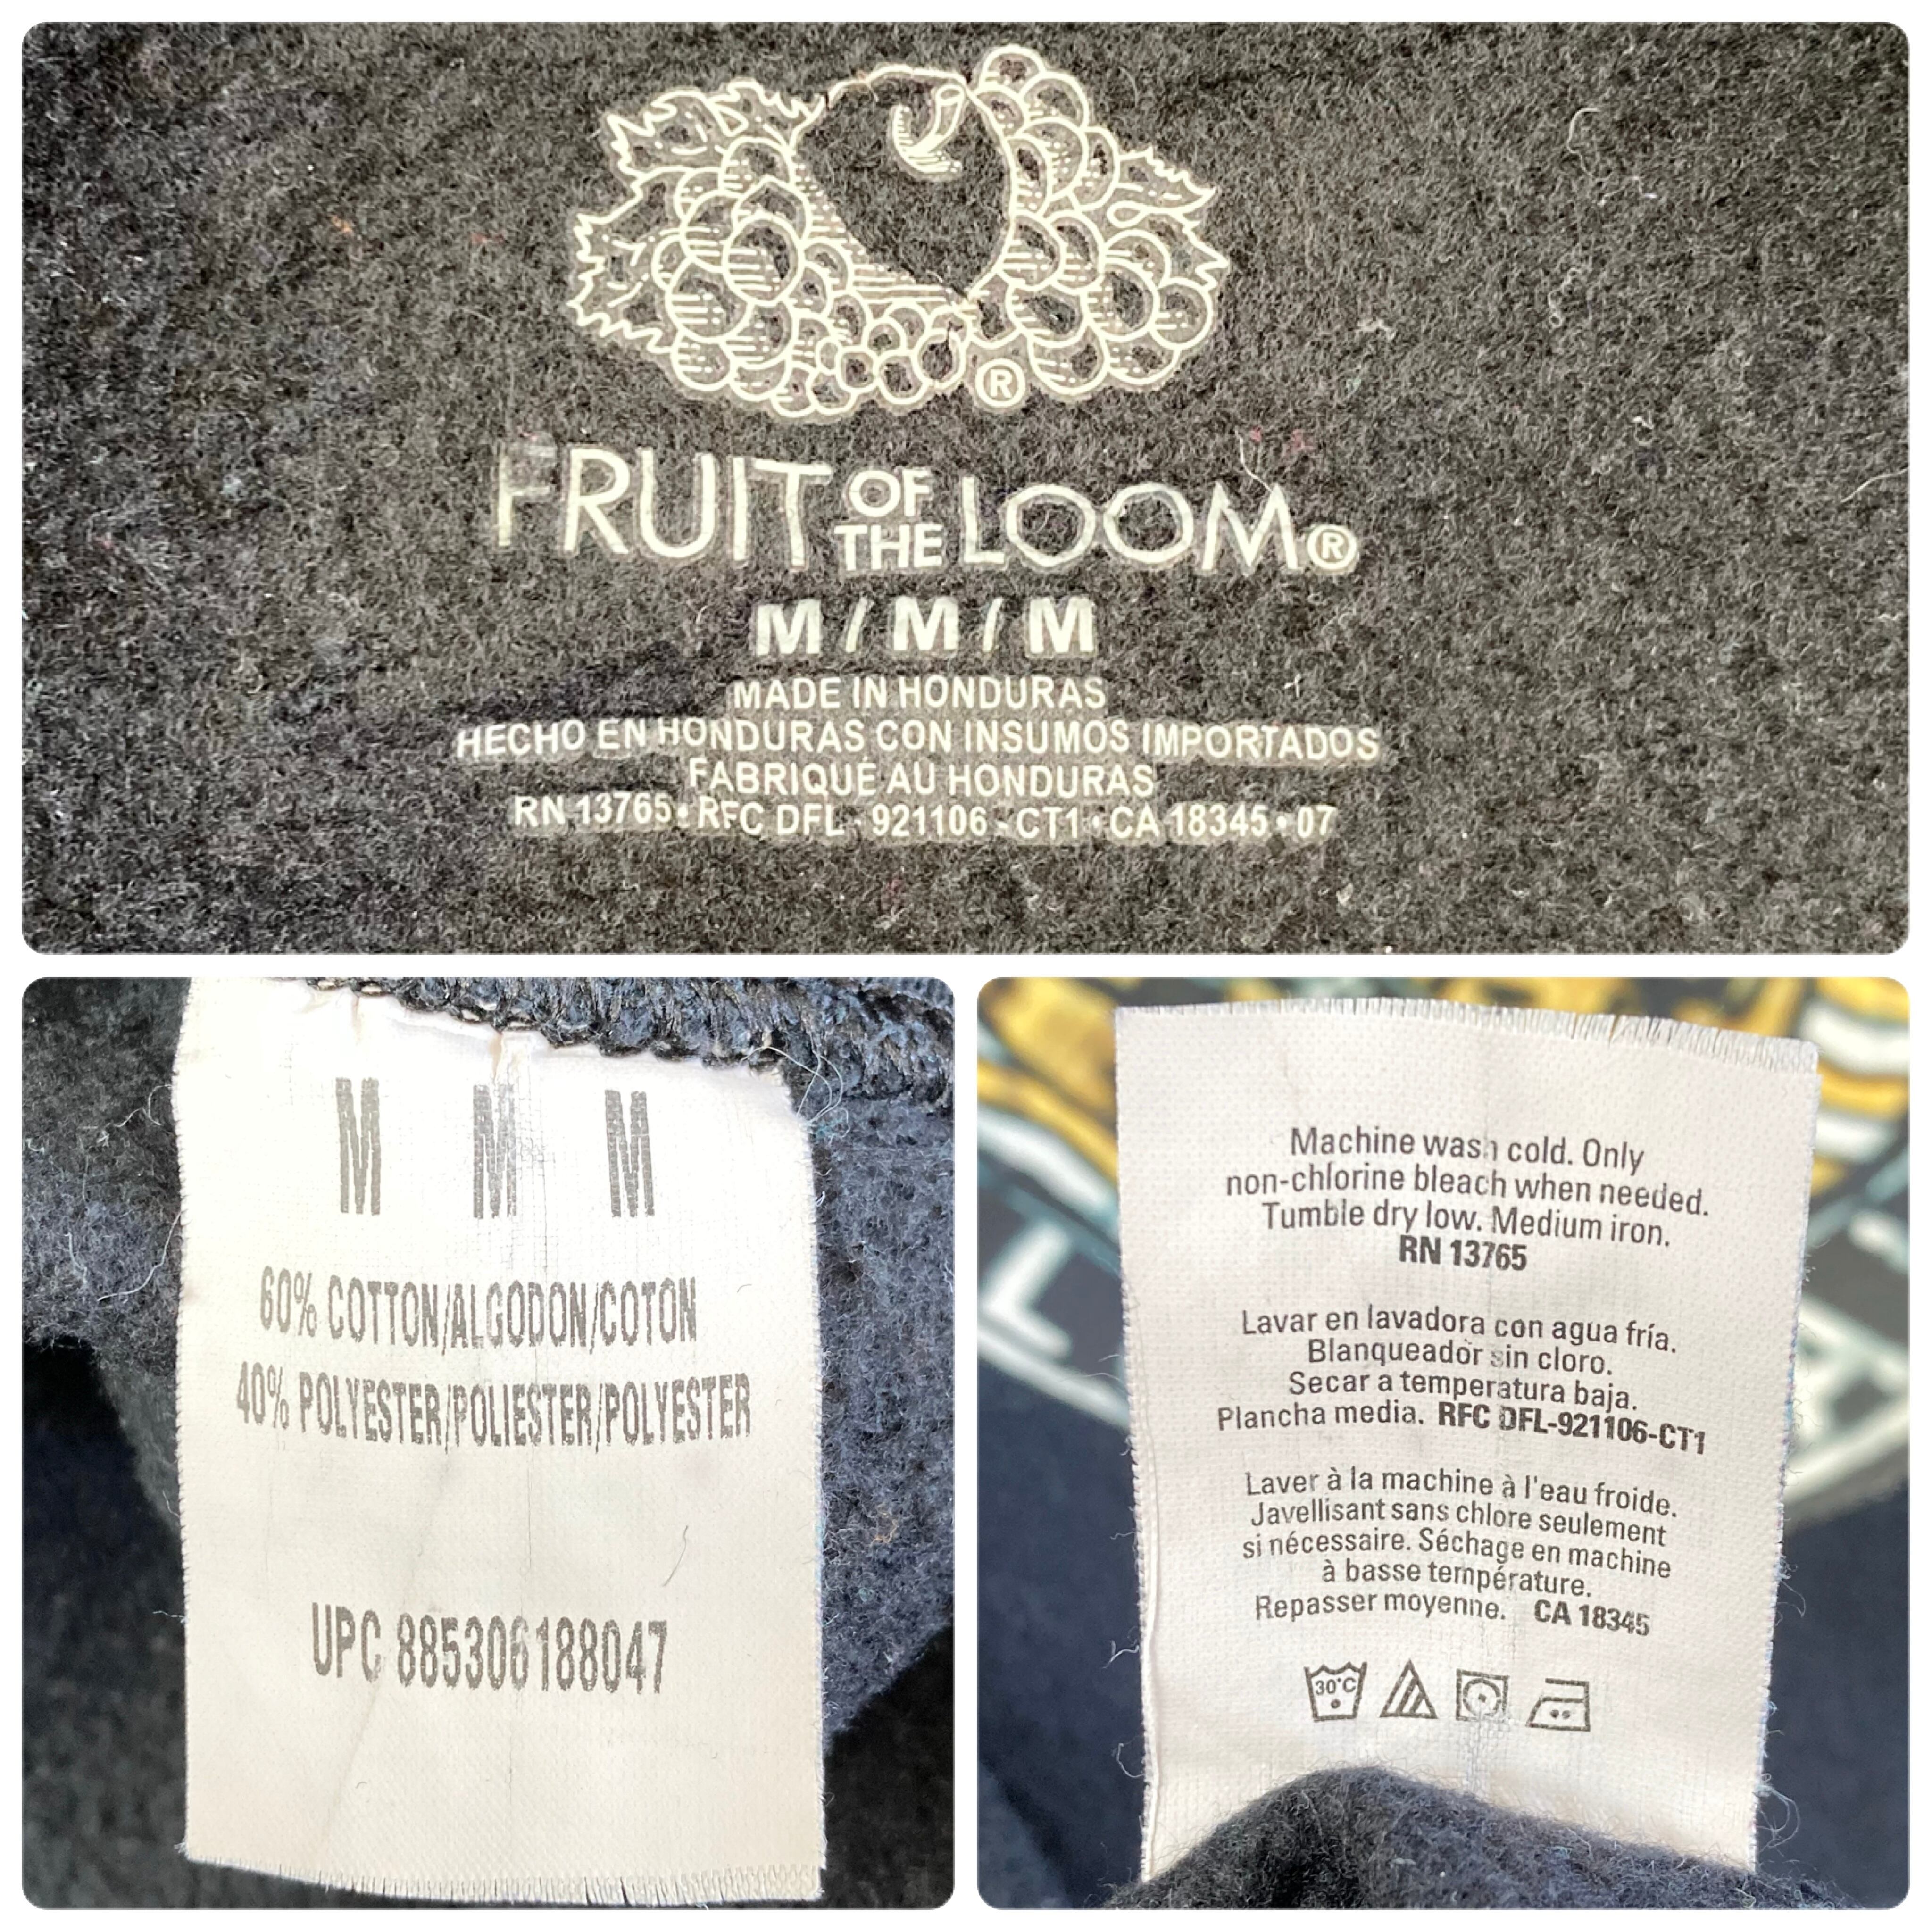 ®
FRUIT OF THE LOOM®
M / M / M
MADE IN HONDURAS
HECHO EN HONDURAS CON INSUMOS IMPORTADOS
FABRIQUÉ AU HONDURAS
RN 13765 • RFC DFL - 921106 - CT1 • CA 18345 • 07
M M M
60% COTTON/ALGODON/COTON
40% POLYESTER/POLIESTER/POLYESTER
UPC 885306188047
Machine wash cold. Only
non-chlorine bleach when needed.
Tumble dry low. Medium iron.
RN 13765
Lavar en lavadora con agua fría.
Blanqueador sin cloro.
Secar a temperatura baja.
Plancha media. RFC DFL-921106-CT1
Laver à la machine à l'eau froide.
Javellisant sans chlore seulement
si nécessaire. Séchage en machine
à basse température.
Repasser moyenne. CA 18345
30°C